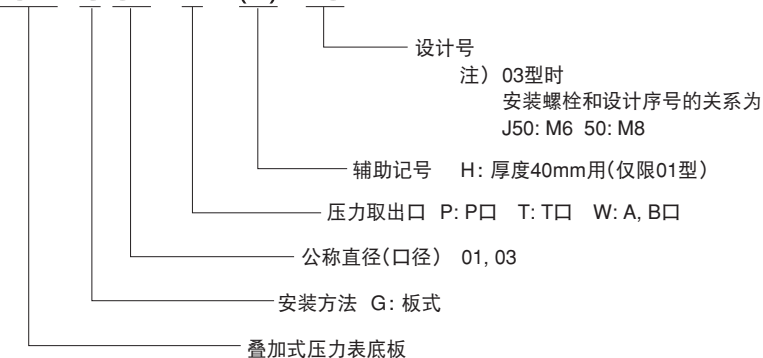 设计号
注) 03型时
安装螺栓和设计序号的关系为
J50: M6 50: M8
辅助记号 H: 厚度40mm用(仅限01型)
压力取出口 P: P口 T: T口 W: A, B口
公称直径(口径) 01, 03
安装方法 G: 板式
叠加式压力表底板